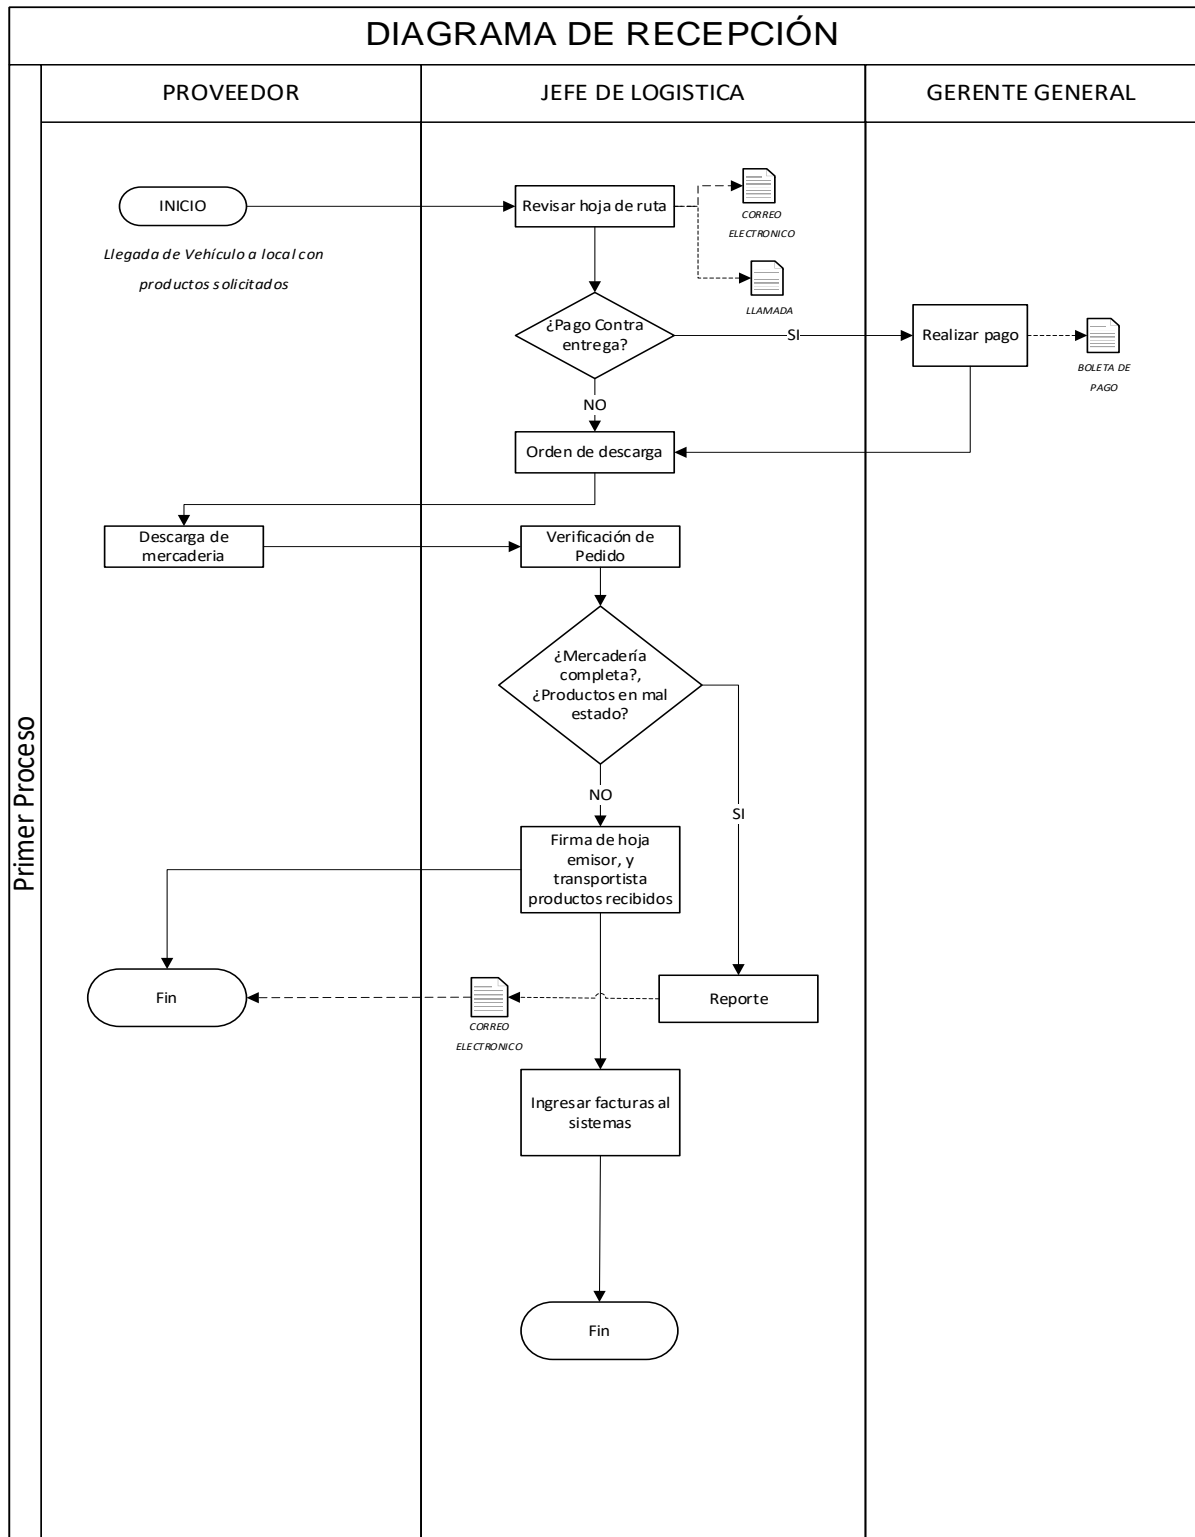 DIAGRAMA DE RECEPCIÓN
PROVEEDOR
JEFE DE LOGISTICA
GERENTE GENERAL
Primer Proceso
INICIO
Llegada de Vehículo a local con
productos solicitados
Revisar hoja de ruta
CORREO
ELECTRONICO
LLAMADA
¿Pago Contra
entrega?
SI
Realizar pago
BOLETA DE
PAGO
NO
Orden de descarga
Descarga de
mercaderia
Verificación de
Pedido
¿Mercadería
completa?,
¿Productos en mal
estado?
NO
SI
Firma de hoja
emisor, y
transportista
productos recibidos
Fin
CORREO
ELECTRONICO
Reporte
Ingresar facturas al
sistemas
Fin